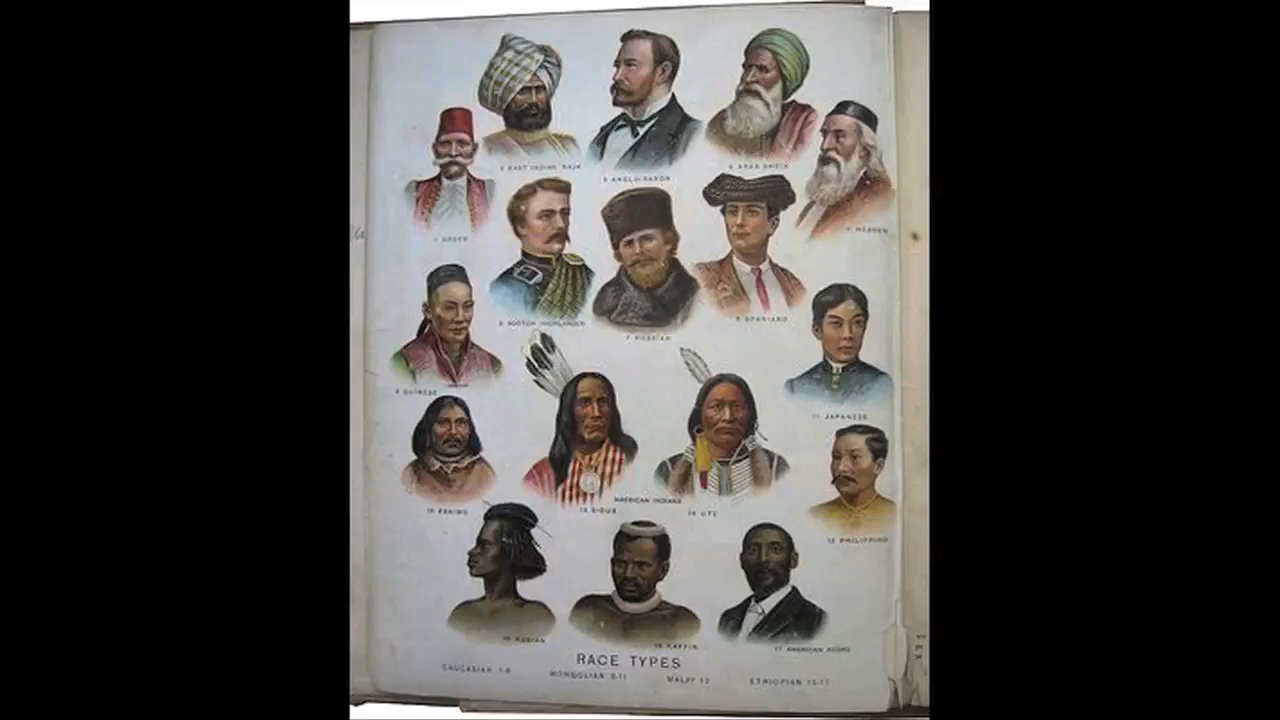 2 EAST INDIAN RAJA
3 ANGLO-SAXON
4 ARAB SHEIK
1 GREEK
5 HEBREW
6 SCOTCH HIGHLANDER
7 RUSSIAN
8 SPANIARD
9 CHINESE
11 JAPANESE
AMERICAN INDIANS
ESKIMO
13 SIOUX
14 UTE
12 PHILIPPINO
NUBIAN
16 KAFFIR
17 AMERICAN NEGRO
RACE TYPES
CAUCASIAN 1-8
MONGOLIAN 9-11
MALAY 12
ETHIOPIAN 15-17